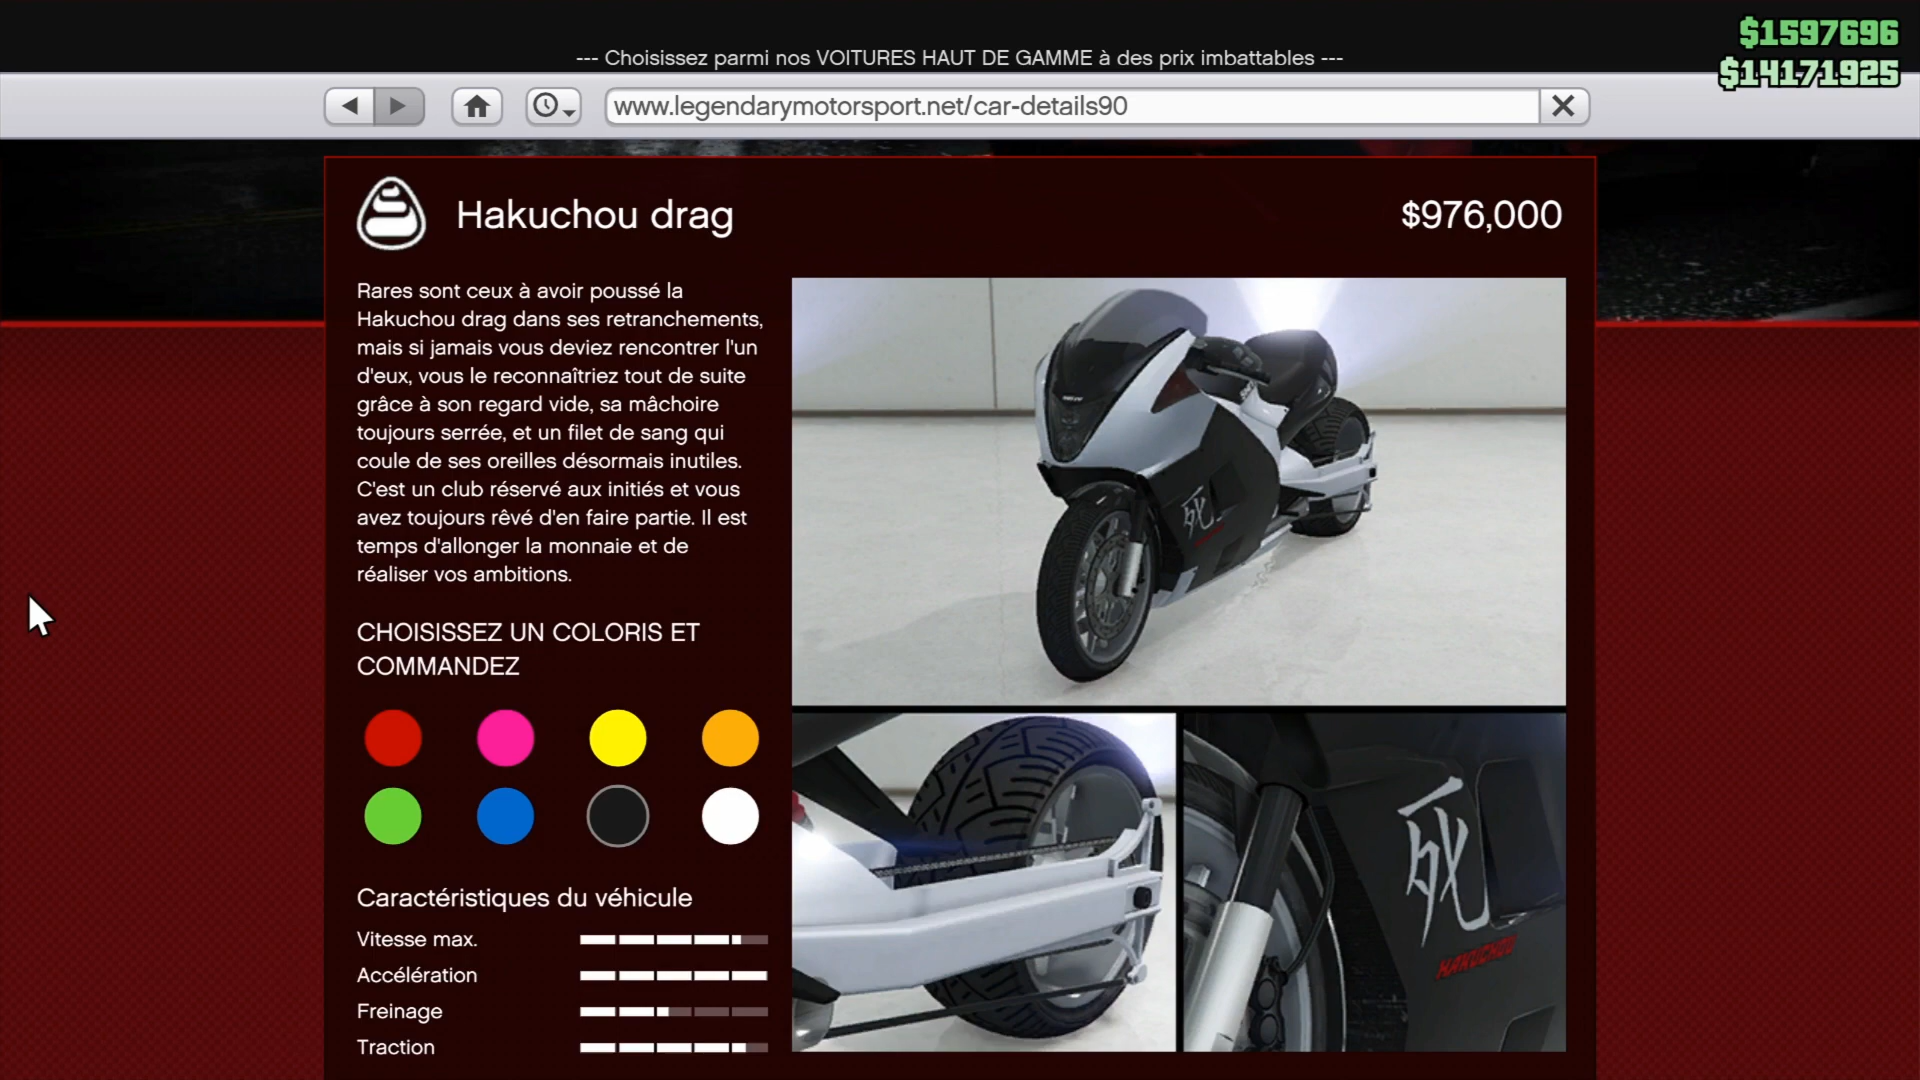 $1597696
$14171925
--- Choisissez parmi nos VOITURES HAUT DE GAMME à des prix imbattables ---
www.legendarymotorsport.net/car-details90
Hakuchou drag
$976,000
Rares sont ceux à avoir poussé la
Hakuchou drag dans ses retranchements,
mais si jamais vous deviez rencontrer l'un
d'eux, vous le reconnaîtriez tout de suite
grâce à son regard vide, sa mâchoire
toujours serrée, et un filet de sang qui
coule de ses oreilles désormais inutiles.
C'est un club réservé aux initiés et vous
avez toujours rêvé d'en faire partie. Il est
temps d'allonger la monnaie et de
réaliser vos ambitions.
CHOISISSEZ UN COLORIS ET
COMMANDEZ
Caractéristiques du véhicule
Vitesse max.
Accélération
Freinage
Traction
死
死
HAKUCHOU